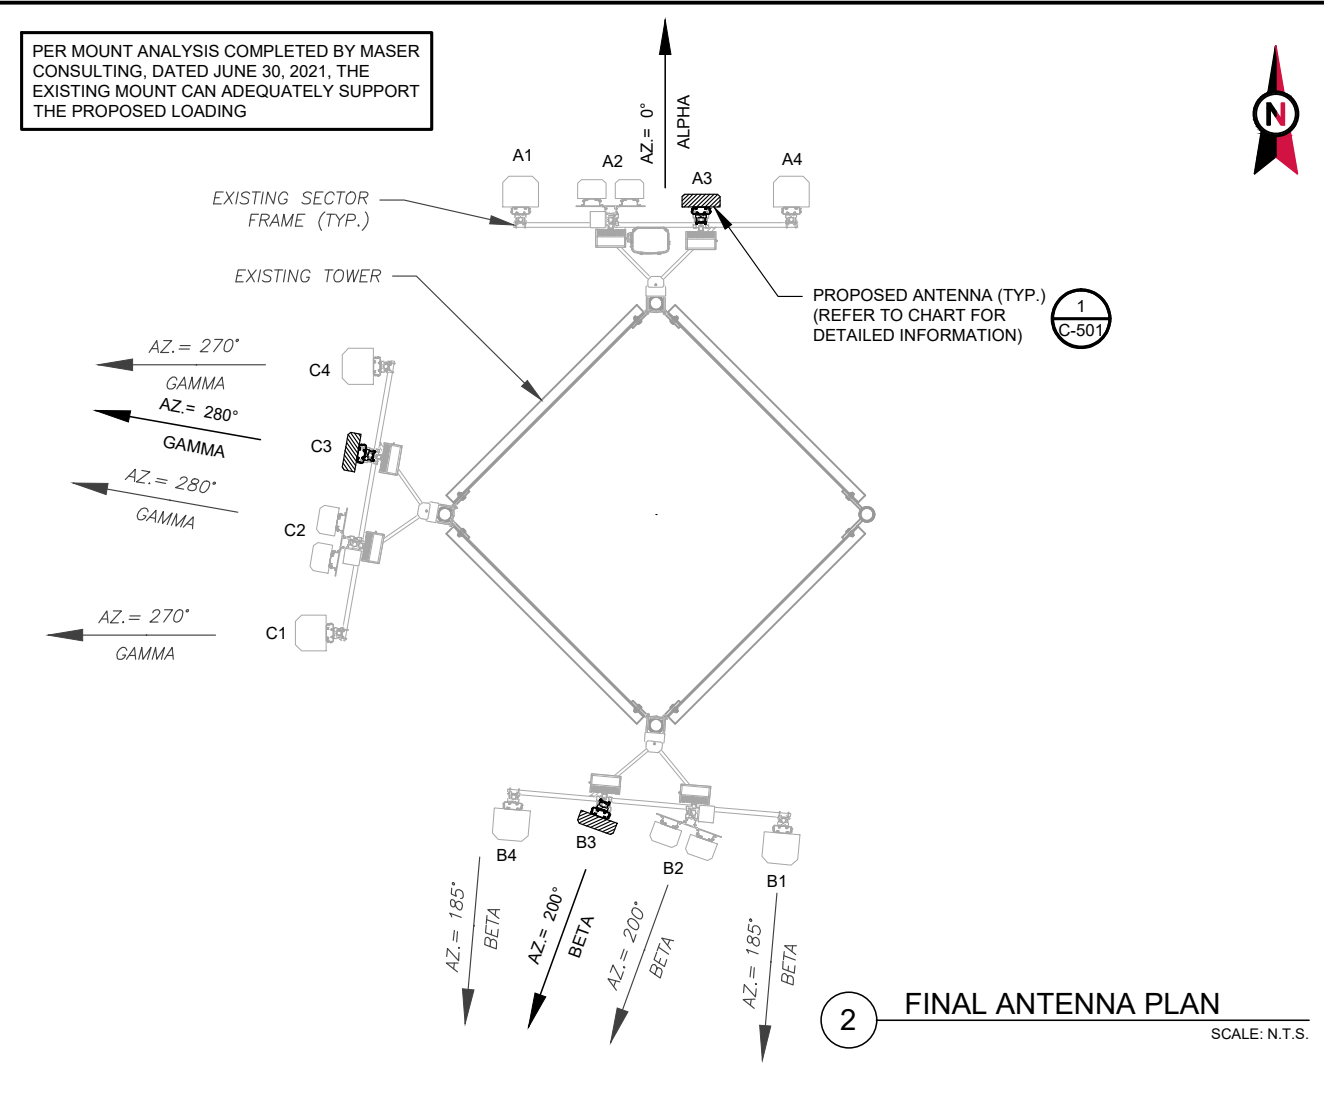 PER MOUNT ANALYSIS COMPLETED BY MASER
CONSULTING, DATED JUNE 30, 2021, THE
EXISTING MOUNT CAN ADEQUATELY SUPPORT
THE PROPOSED LOADING
AZ.= 0°
ALPHA
N
A1
A2
A3
A4
EXISTING SECTOR
FRAME (TYP.)
EXISTING TOWER
PROPOSED ANTENNA (TYP.)
(REFER TO CHART FOR
DETAILED INFORMATION)
1
C-501
AZ.= 270°
GAMMA
C4
AZ.= 280°
GAMMA
C3
AZ.= 280°
GAMMA
C2
AZ.= 270°
GAMMA
C1
B4
B3
B2
B1
AZ.= 185°
BETA
AZ.= 200°
BETA
AZ.= 200°
BETA
AZ.= 185°
BETA
2
FINAL ANTENNA PLAN
SCALE: N.T.S.